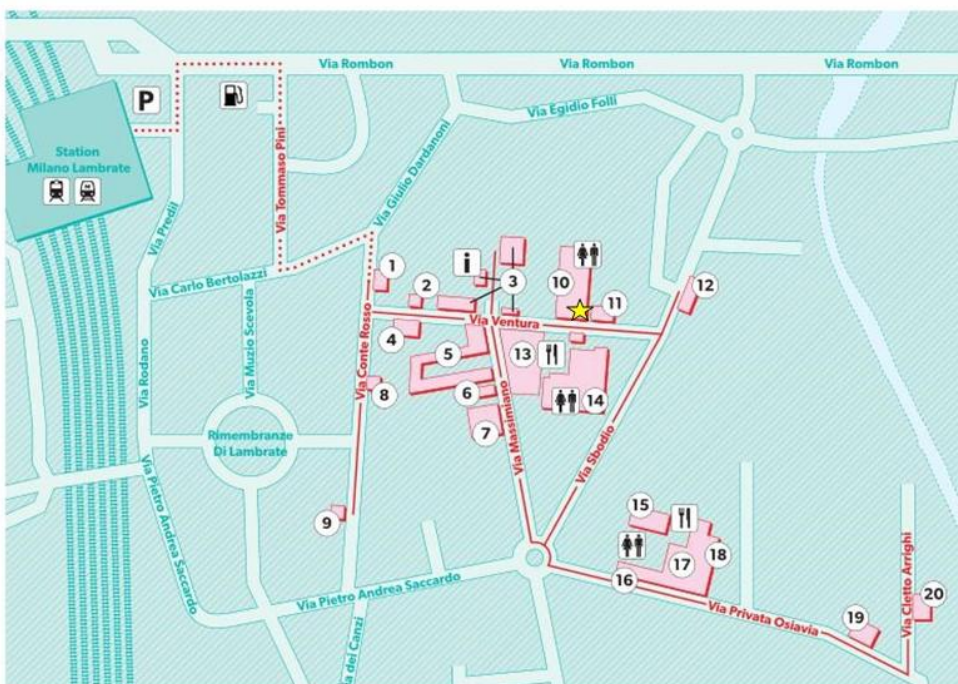 Via Rombon
Via Rombon
Via Rombon
P
Via Egidio Folli
Station
Milano Lambrate
Via Tommaso Pini
Via Giulio Dardanoni
Via Predil
i
1
2
3
10
11
12
Via Carlo Bertolazzi
Via Ventura
4
5
13
Via Muzio Scevola
Via Conte Rosso
Via Rodano
8
6
14
7
Via Massimiano
Via Sbodio
Rimembranze
Di Lambrate
Via Pietro Andrea Saccardo
9
15
18
17
16
Via Pietro Andrea Saccardo
Via Privata Osiavia
19
20
Via Cletto Arrighi
a dei Canzi